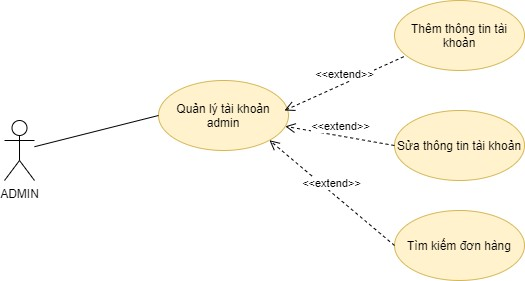 Thêm thông tin tài
khoản
<<extend>>
Quản lý tài khoản
admin
<<extend>>
Sửa thông tin tài khoản
ADMIN
<<extend>>
Tìm kiếm đơn hàng